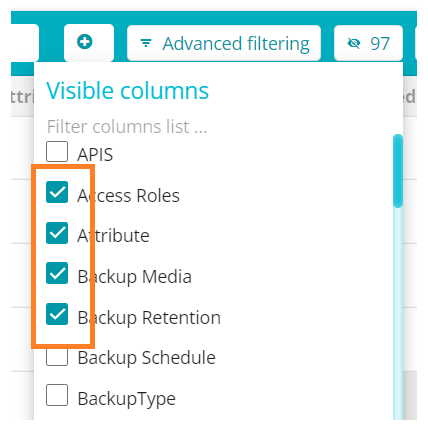 Advanced filtering 97
Visible columns
Filter columns list ...
APIS
Access Roles
Attribute
Backup Media
Backup Retention
Backup Schedule
BackupType